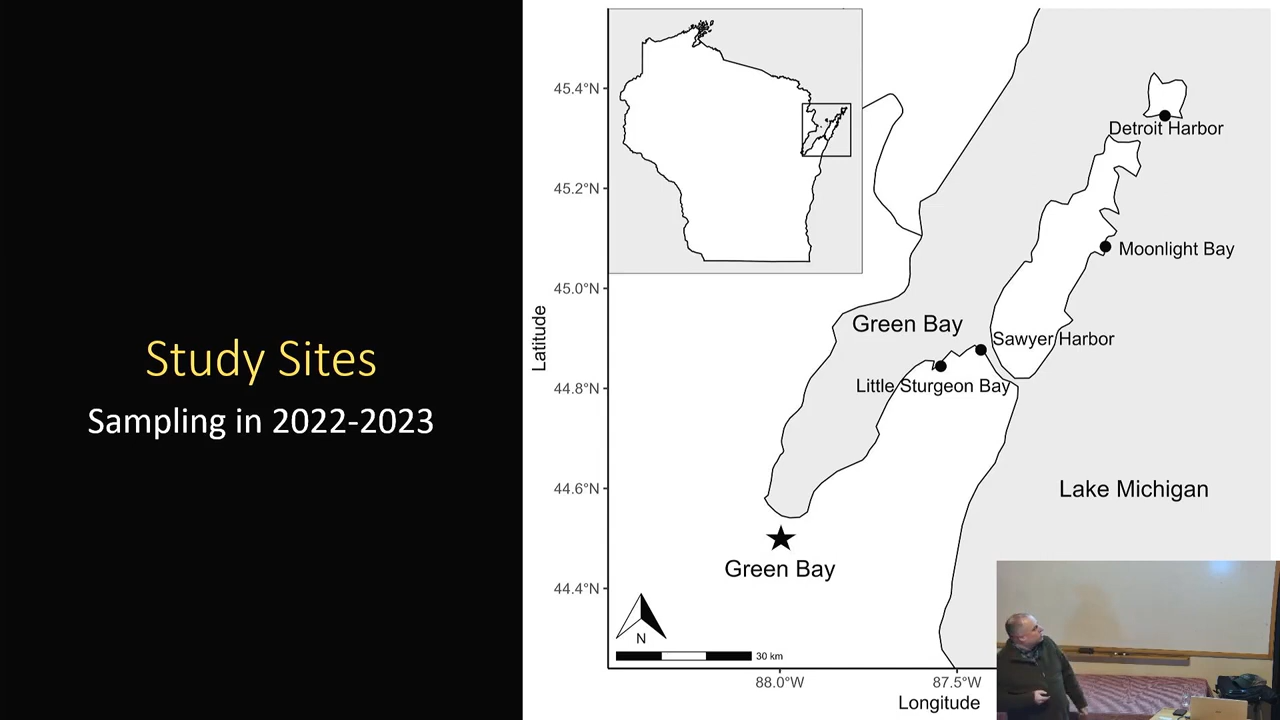 Study Sites
Sampling in 2022-2023
45.4°N
45.2°N
45.0°N
44.8°N
44.6°N
44.4°N
Latitude
Detroit Harbor
Moonlight Bay
Green Bay
Sawyer Harbor
Little Sturgeon Bay
Lake Michigan
Green Bay
N
30 km
88.0°W
87.5°W
Longitude